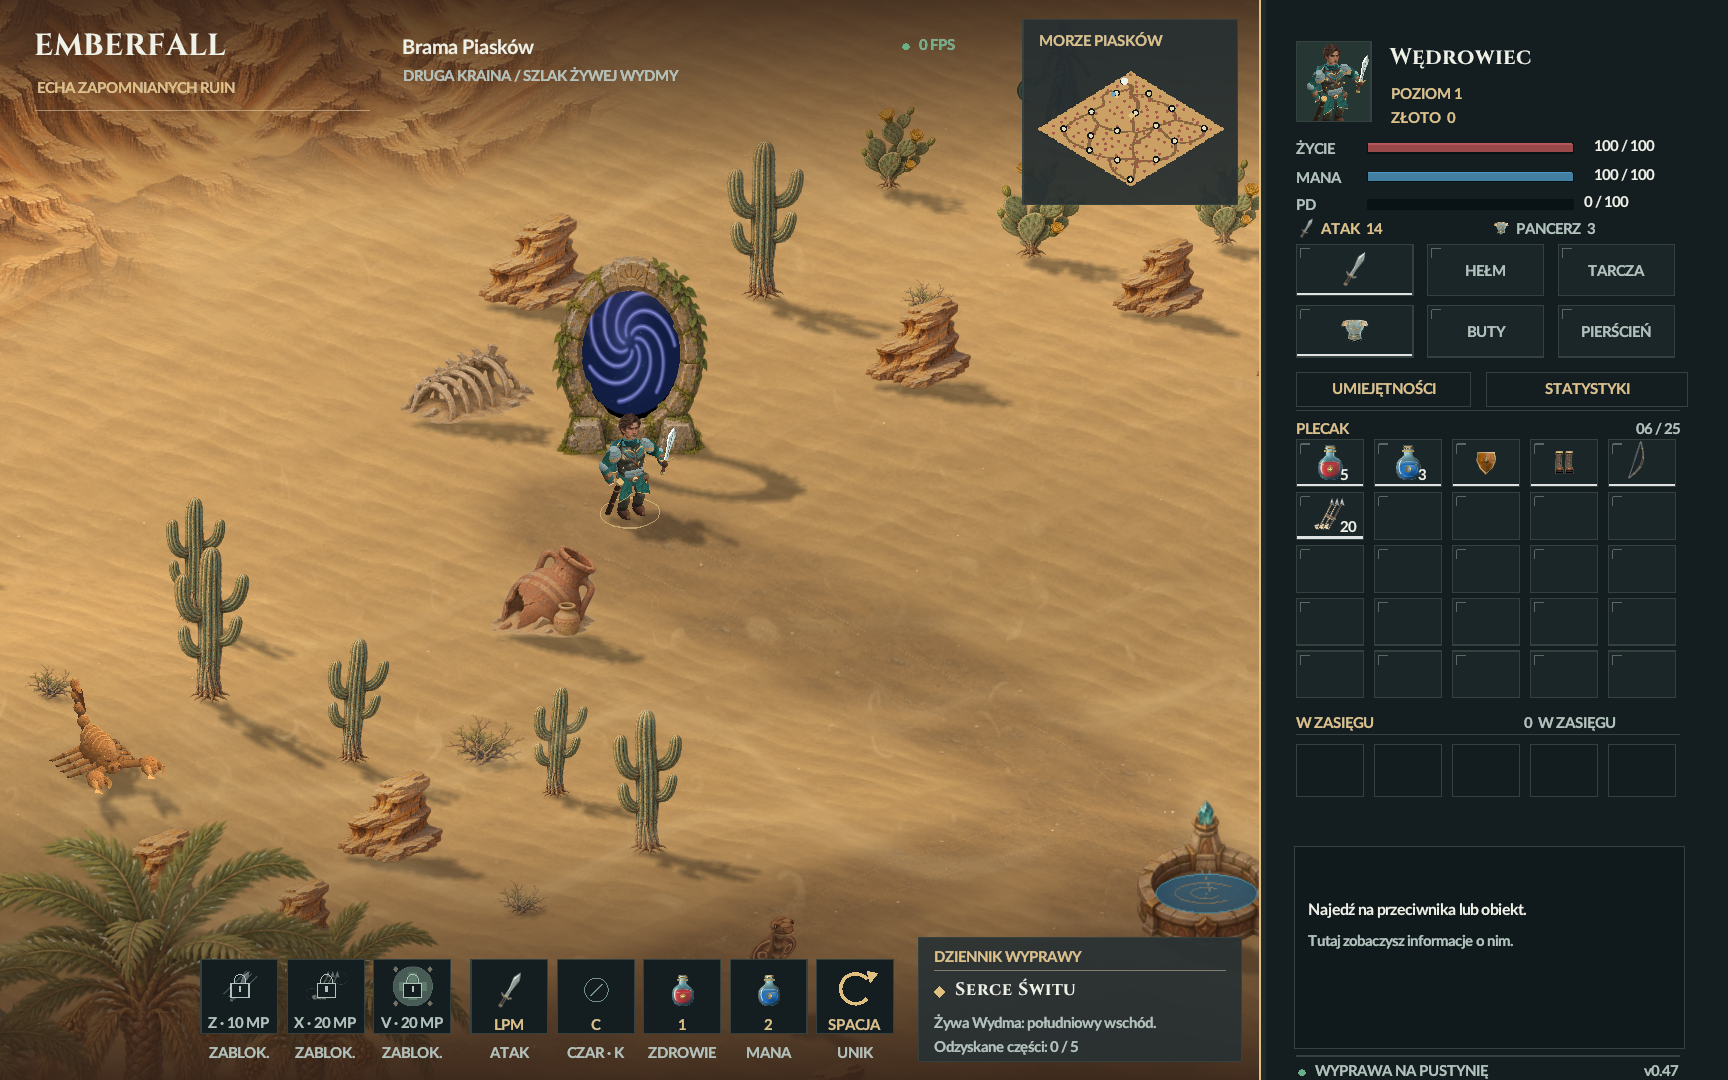 EMBERFALL
ECHA ZAPOMNIANYCH RUIN
Brama Piasków
DRUGA KRAINA / SZLAK ŻYWEJ WYDMY
0 FPS
MORZE PIASKÓW
Wędrowiec
POZIOM 1
ZŁOTO 0
ŻYCIE 100 / 100
MANA 100 / 100
PD 0 / 100
ATAK 14 PANCERZ 3
HEŁM TARCZA
BUTY PIERŚCIEŃ
UMIEJĘTNOŚCI STATYSTYKI
PLECAK 06 / 25
5 3
20
W ZASIĘGU 0 W ZASIĘGU
Najedź na przeciwnika lub obiekt.
Tutaj zobaczysz informacje o nim.
WYPRAWA NA PUSTYNIĘ v0.47
DZIENNIK WYPRAWY
Serce Świtu
Żywa Wydma: południowy wschód.
Odzyskane części: 0 / 5
Z · 10 MP X · 20 MP V · 20 MP LPM C 1 2 SPACJA
ZABLOK. ZABLOK. ZABLOK. ATAK CZAR · K ZDROWIE MANA UNIK